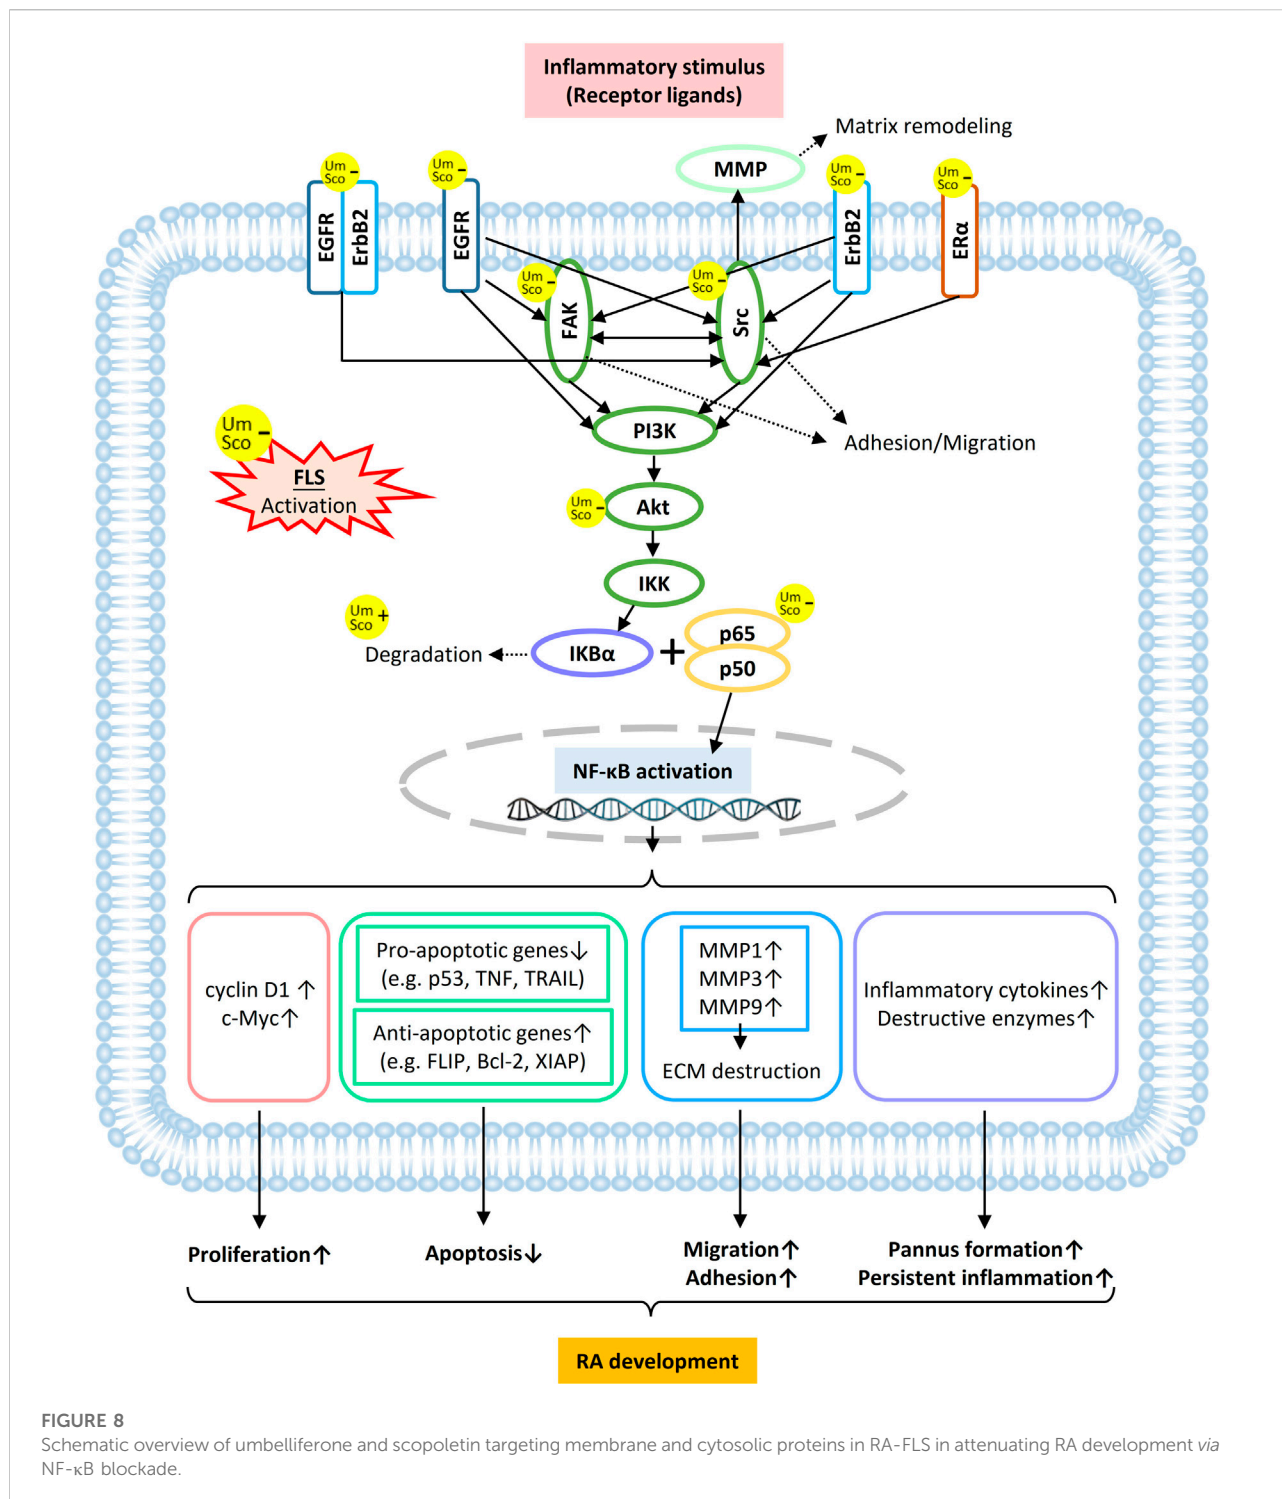 Inflammatory stimulus
(Receptor ligands)
Matrix remodeling
MMP
Um
Sco −
Um
Sco −
Um
Sco −
Um
Sco −
EGFR
ErbB2
EGFR
ErbB2
ERα
Um
Sco −
Um
Sco −
FAK
Src
PI3K
Adhesion/Migration
Um
Sco −
FLS
Activation
Um
Sco −
Akt
IKK
Um
Sco +
Um
Sco −
Degradation
IKBα
+
p65
p50
NF-κB activation
cyclin D1 ↑
c-Myc↑
Pro-apoptotic genes↓
(e.g. p53, TNF, TRAIL)
Anti-apoptotic genes↑
(e.g. FLIP, Bcl-2, XIAP)
MMP1↑
MMP3↑
MMP9↑
ECM destruction
Inflammatory cytokines↑
Destructive enzymes↑
Proliferation↑
Apoptosis↓
Migration↑
Adhesion↑
Pannus formation↑
Persistent inflammation↑
RA development
FIGURE 8
Schematic overview of umbelliferone and scopoletin targeting membrane and cytosolic proteins in RA-FLS in attenuating RA development via
NF-κB blockade.